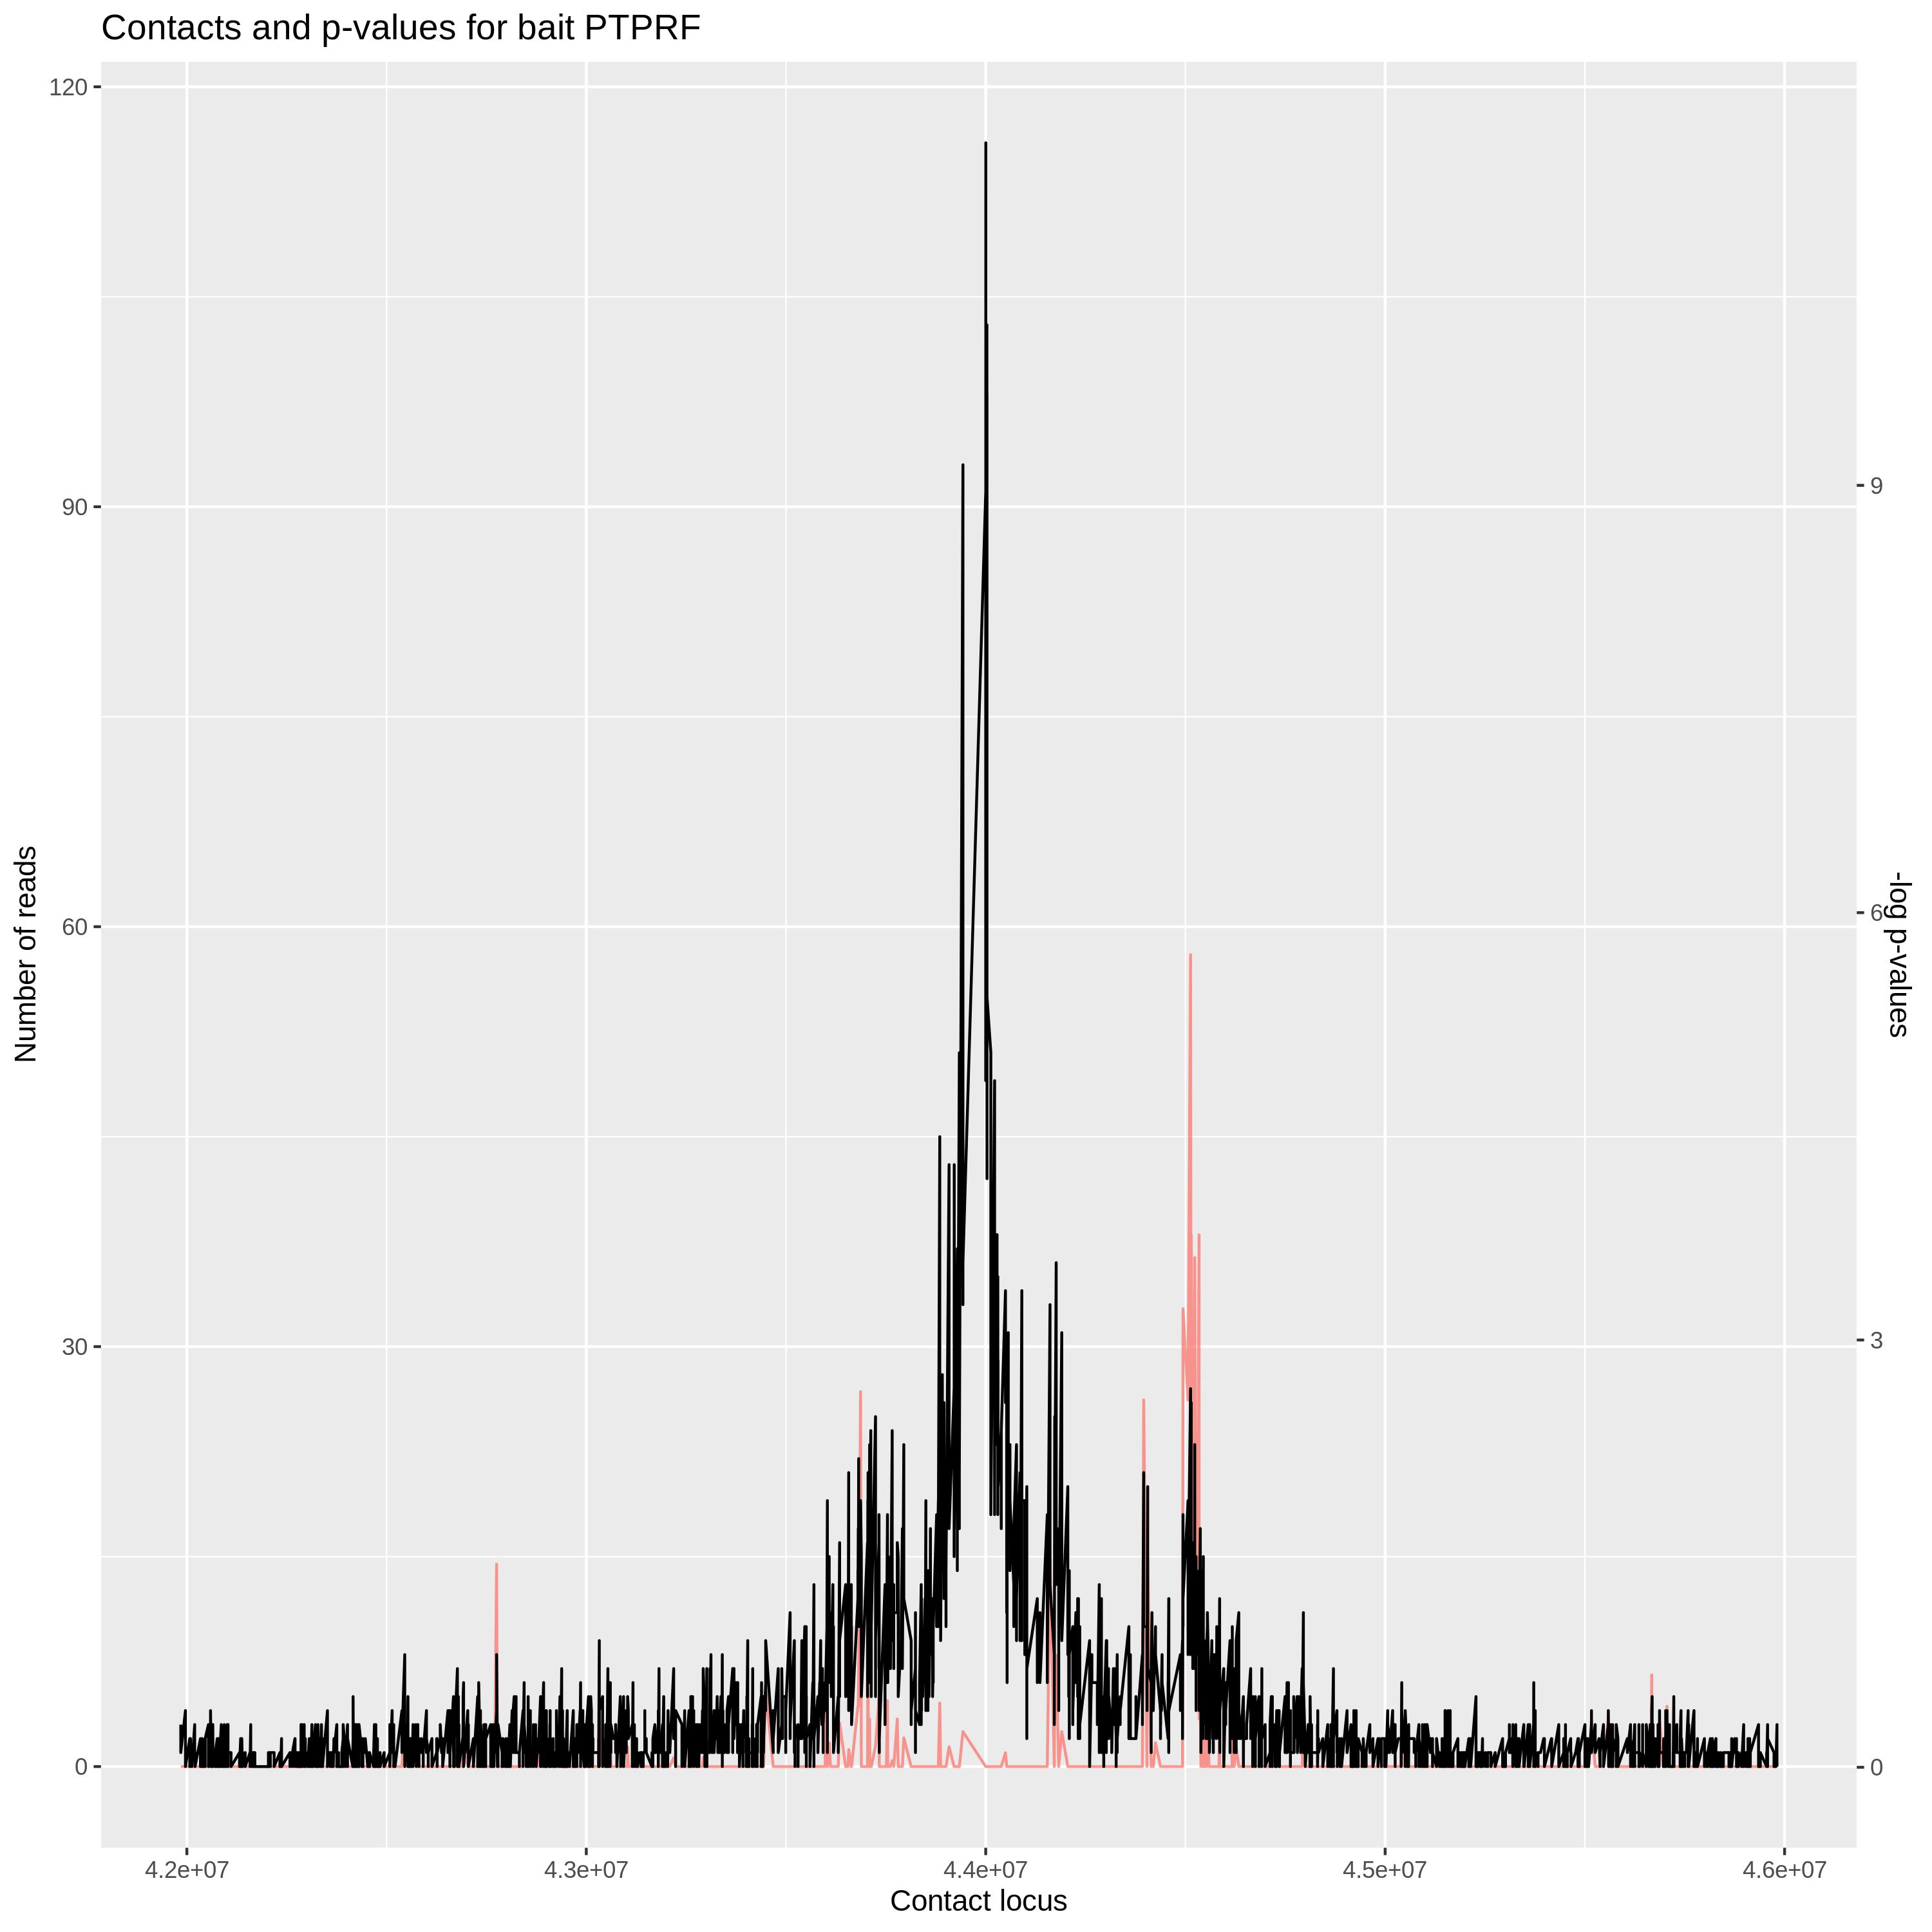 Contacts and p-values for bait PTPRF
120
90
60
30
0
Number of reads
9
6
3
0
-log p-values
4.2e+07
4.3e+07
4.4e+07
4.5e+07
4.6e+07
Contact locus